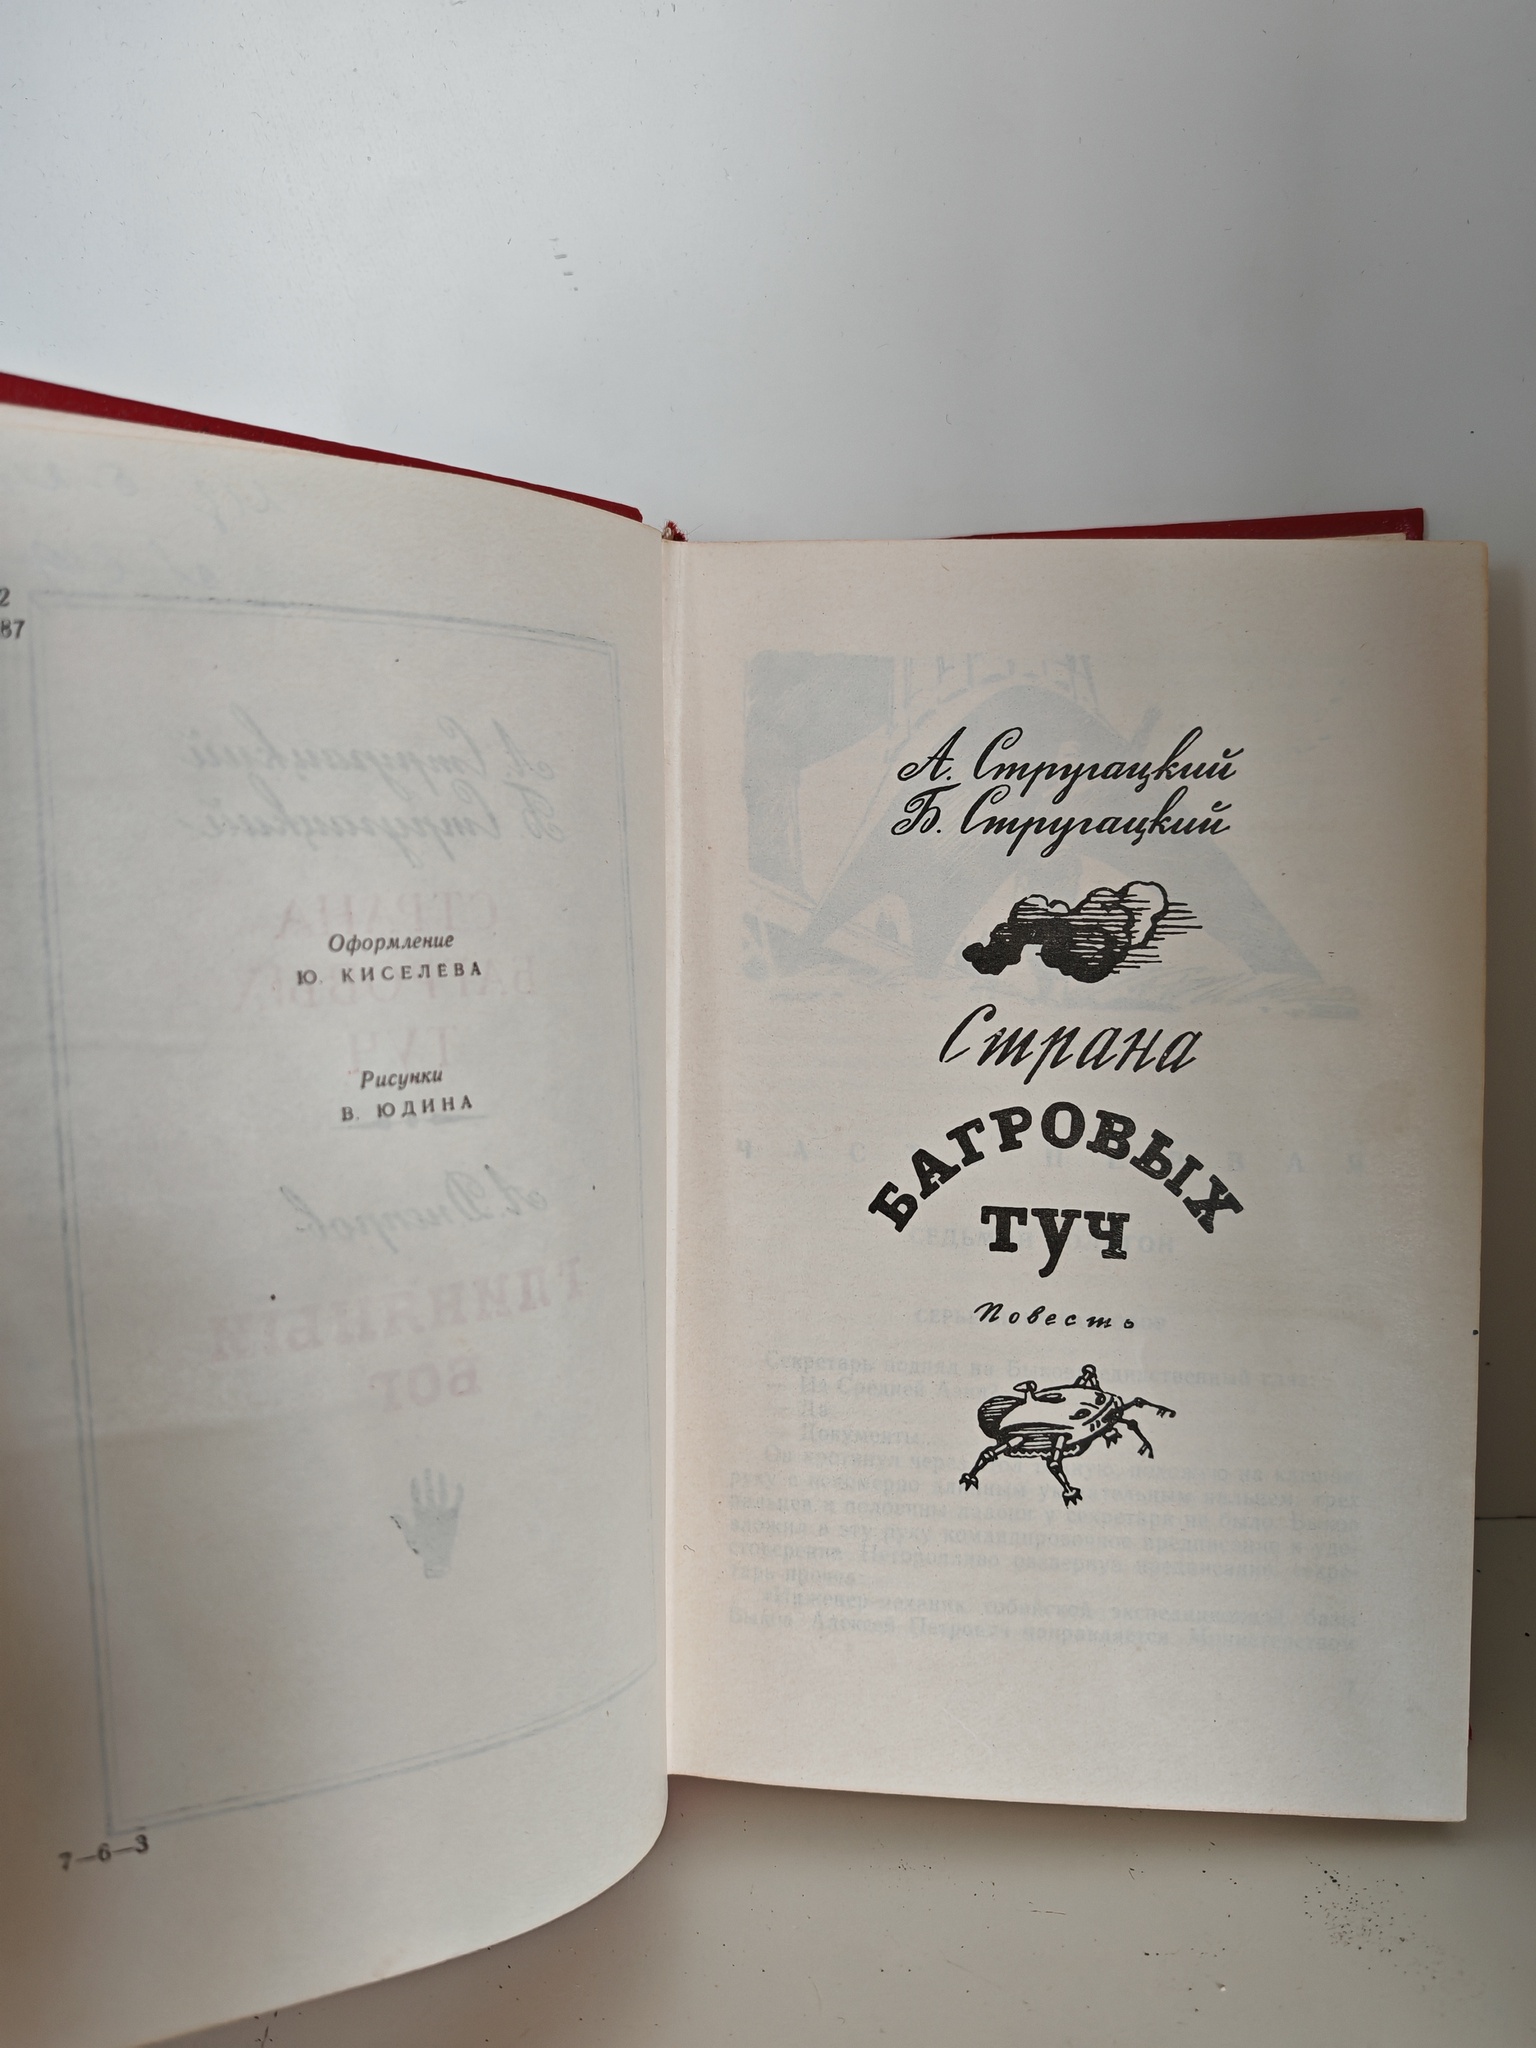 2
87
Оформление
Ю. КИСЕЛЕВА
Рисунки
В. ЮДИНА
7—6—3
А. Стругацкий
Б. Стругацкий
Страна
БАГРОВЫХ
ТУЧ
Повесть